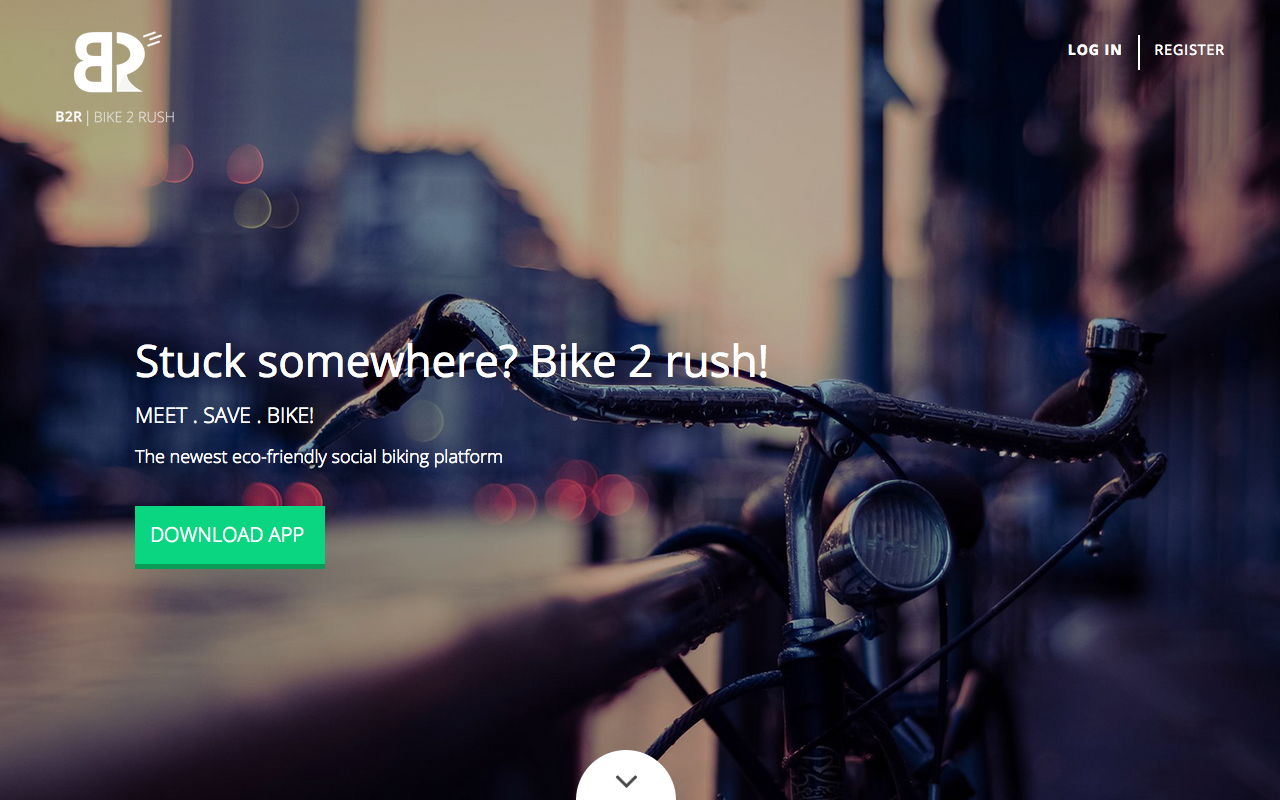 BR
B2R | BIKE 2 RUSH
LOG IN | REGISTER
Stuck somewhere? Bike 2 rush!
MEET . SAVE . BIKE!
The newest eco-friendly social biking platform
DOWNLOAD APP